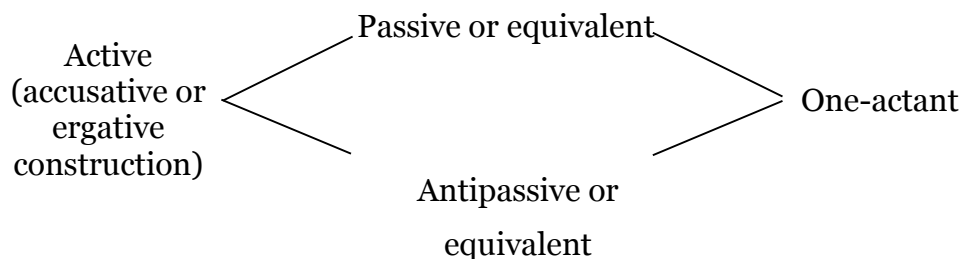 Passive or equivalent
Active
(accusative or
ergative
construction)
One-actant
Antipassive or
equivalent